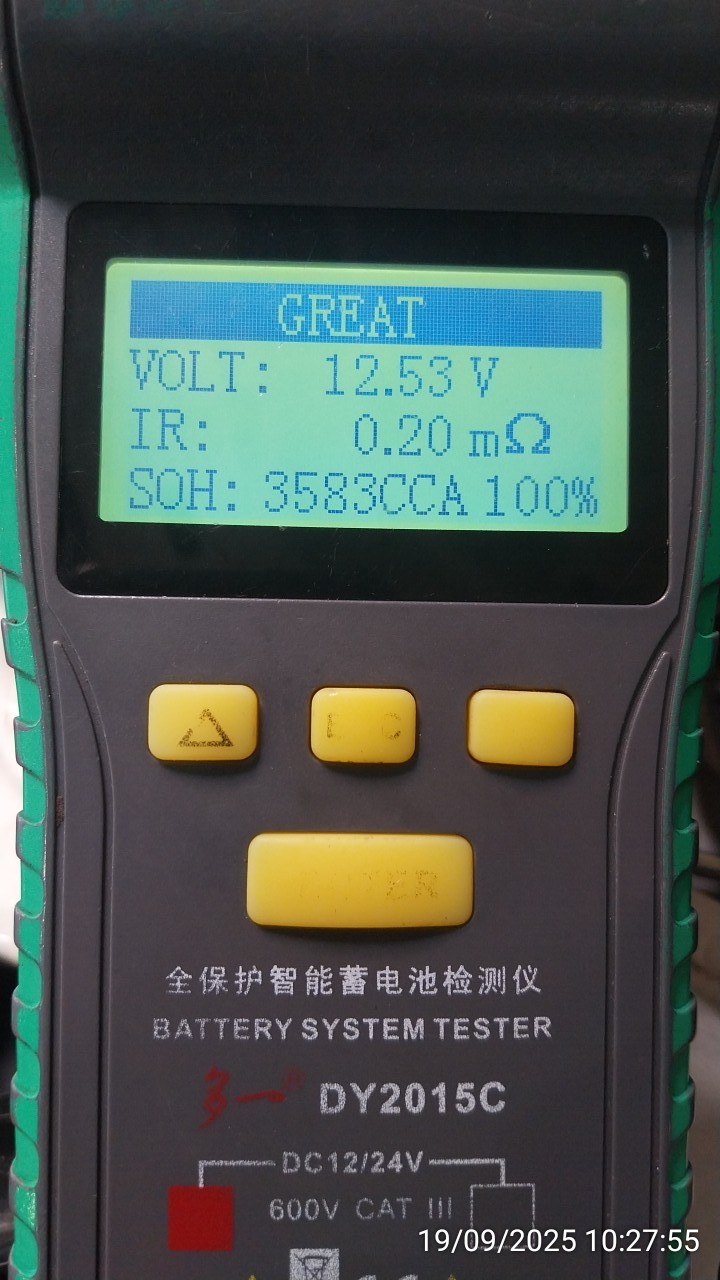 GREAT
VOLT: 12.53 V
IR: 0.20 mΩ
SOH: 3583CCA 100%
全保护智能蓄电池检测仪
BATTERY SYSTEM TESTER
多一 DY2015C
DC12/24V
600V CAT III
19/09/2025 10:27:55